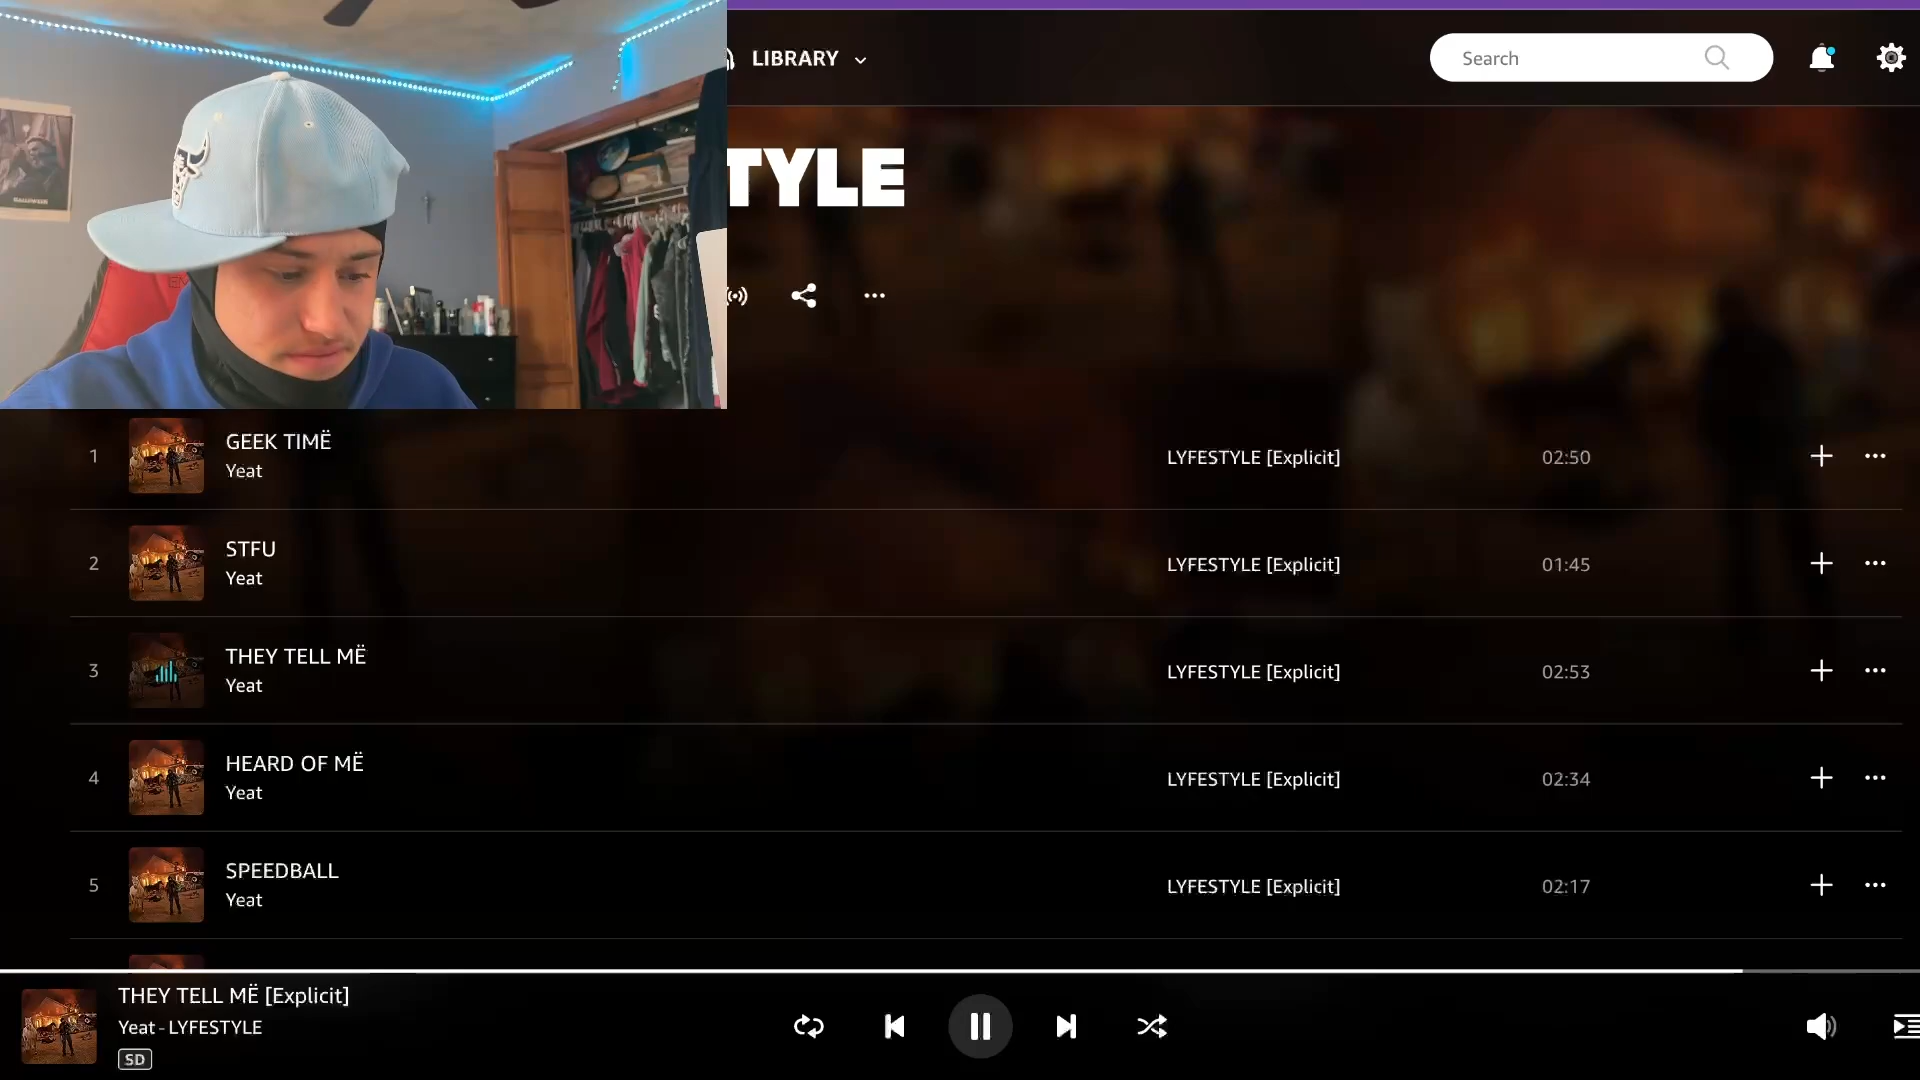 LIBRARY
Search
TYLE
1
GEEK TIMË
Yeat
LYFESTYLE [Explicit]
02:50
2
STFU
Yeat
LYFESTYLE [Explicit]
01:45
3
THEY TELL MË
Yeat
LYFESTYLE [Explicit]
02:53
4
HEARD OF MË
Yeat
LYFESTYLE [Explicit]
02:34
5
SPEEDBALL
Yeat
LYFESTYLE [Explicit]
02:17
THEY TELL MË [Explicit]
Yeat - LYFESTYLE
SD